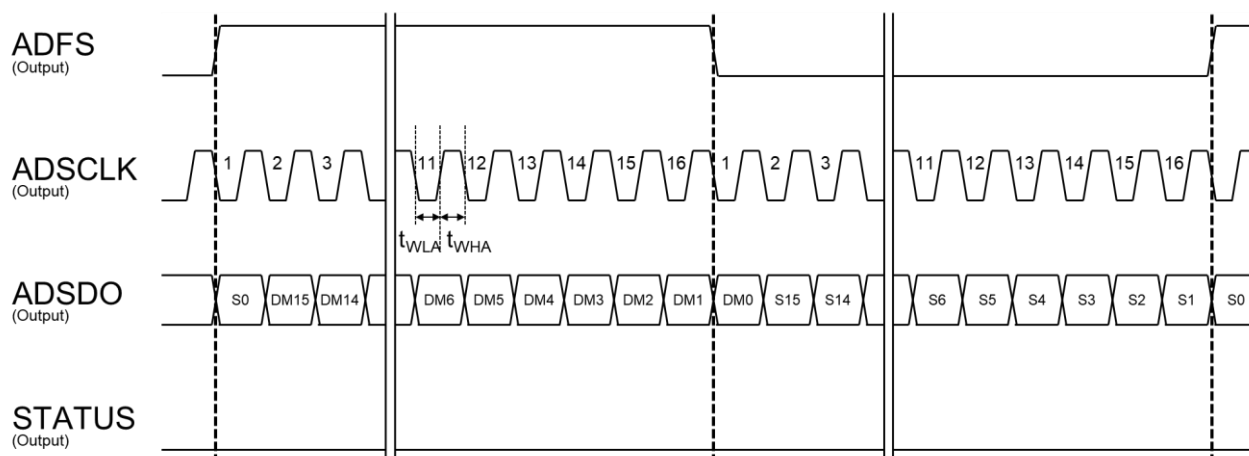 ADFS
(Output)
ADSCLK
(Output)
1 2 3 11 12 13 14 15 16 1 2 3 11 12 13 14 15 16
tWLA tWHA
ADSDO
(Output)
S0 DM15 DM14 DM6 DM5 DM4 DM3 DM2 DM1 DM0 S15 S14 S6 S5 S4 S3 S2 S1 S0
STATUS
(Output)